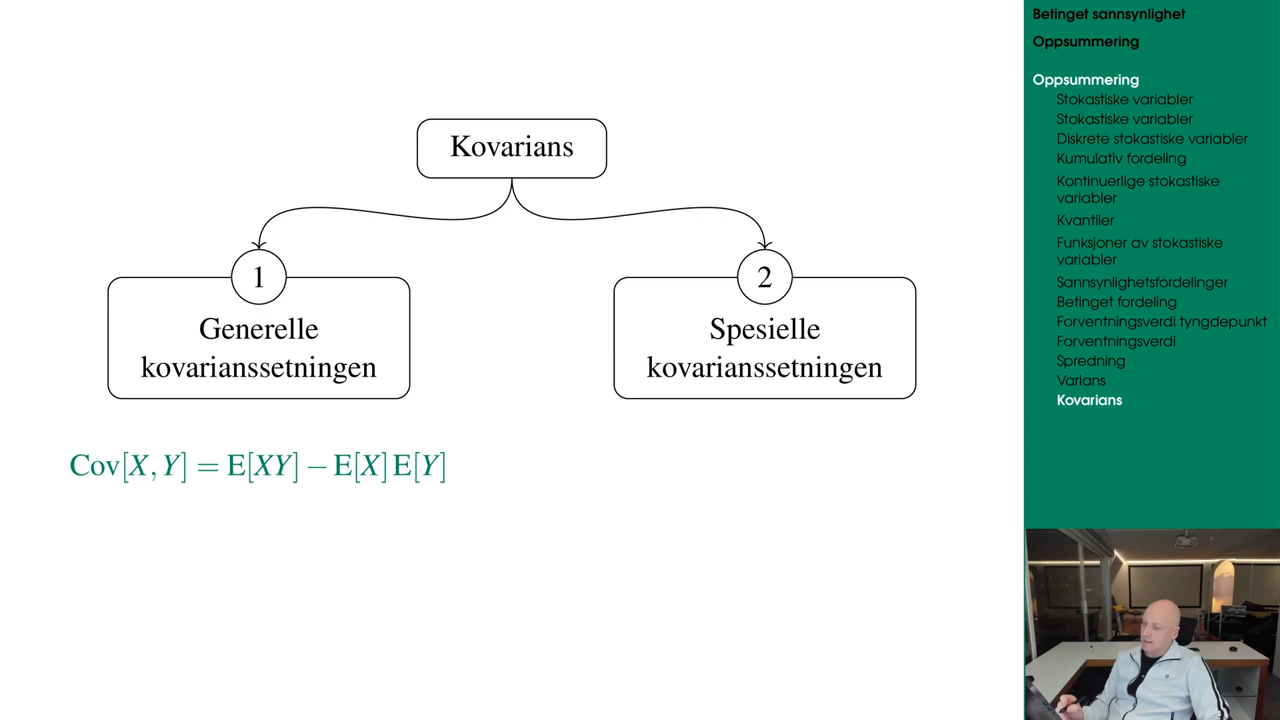 Kovarians
1
Generelle
kovarianssetningen
2
Spesielle
kovarianssetningen
Cov[X, Y] = E[XY] − E[X] E[Y]
Betinget sannsynlighet
Oppsummering
Oppsummering
Stokastiske variabler
Stokastiske variabler
Diskrete stokastiske variabler
Kumulativ fordeling
Kontinuerlige stokastiske
variabler
Kvantiler
Funksjoner av stokastiske
variabler
Sannsynlighetsfordelinger
Betinget fordeling
Forventningsverdi tyngdepunkt
Forventningsverdi
Spredning
Varians
Kovarians